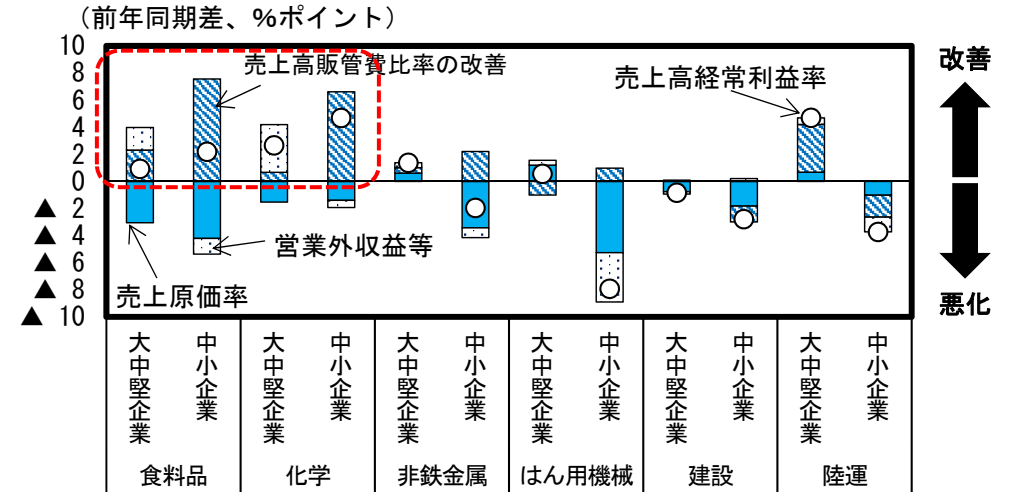 （前年同期差、％ポイント）
10
8
6
4
2
0
▲ 2
▲ 4
▲ 6
▲ 8
▲ 10
売上高販管費比率の改善
売上高経常利益率
営業外収益等
売上原価率
改善
悪化
大中堅企業
中小企業
大中堅企業
中小企業
大中堅企業
中小企業
大中堅企業
中小企業
大中堅企業
中小企業
大中堅企業
中小企業
食料品
化学
非鉄金属
はん用機械
建設
陸運